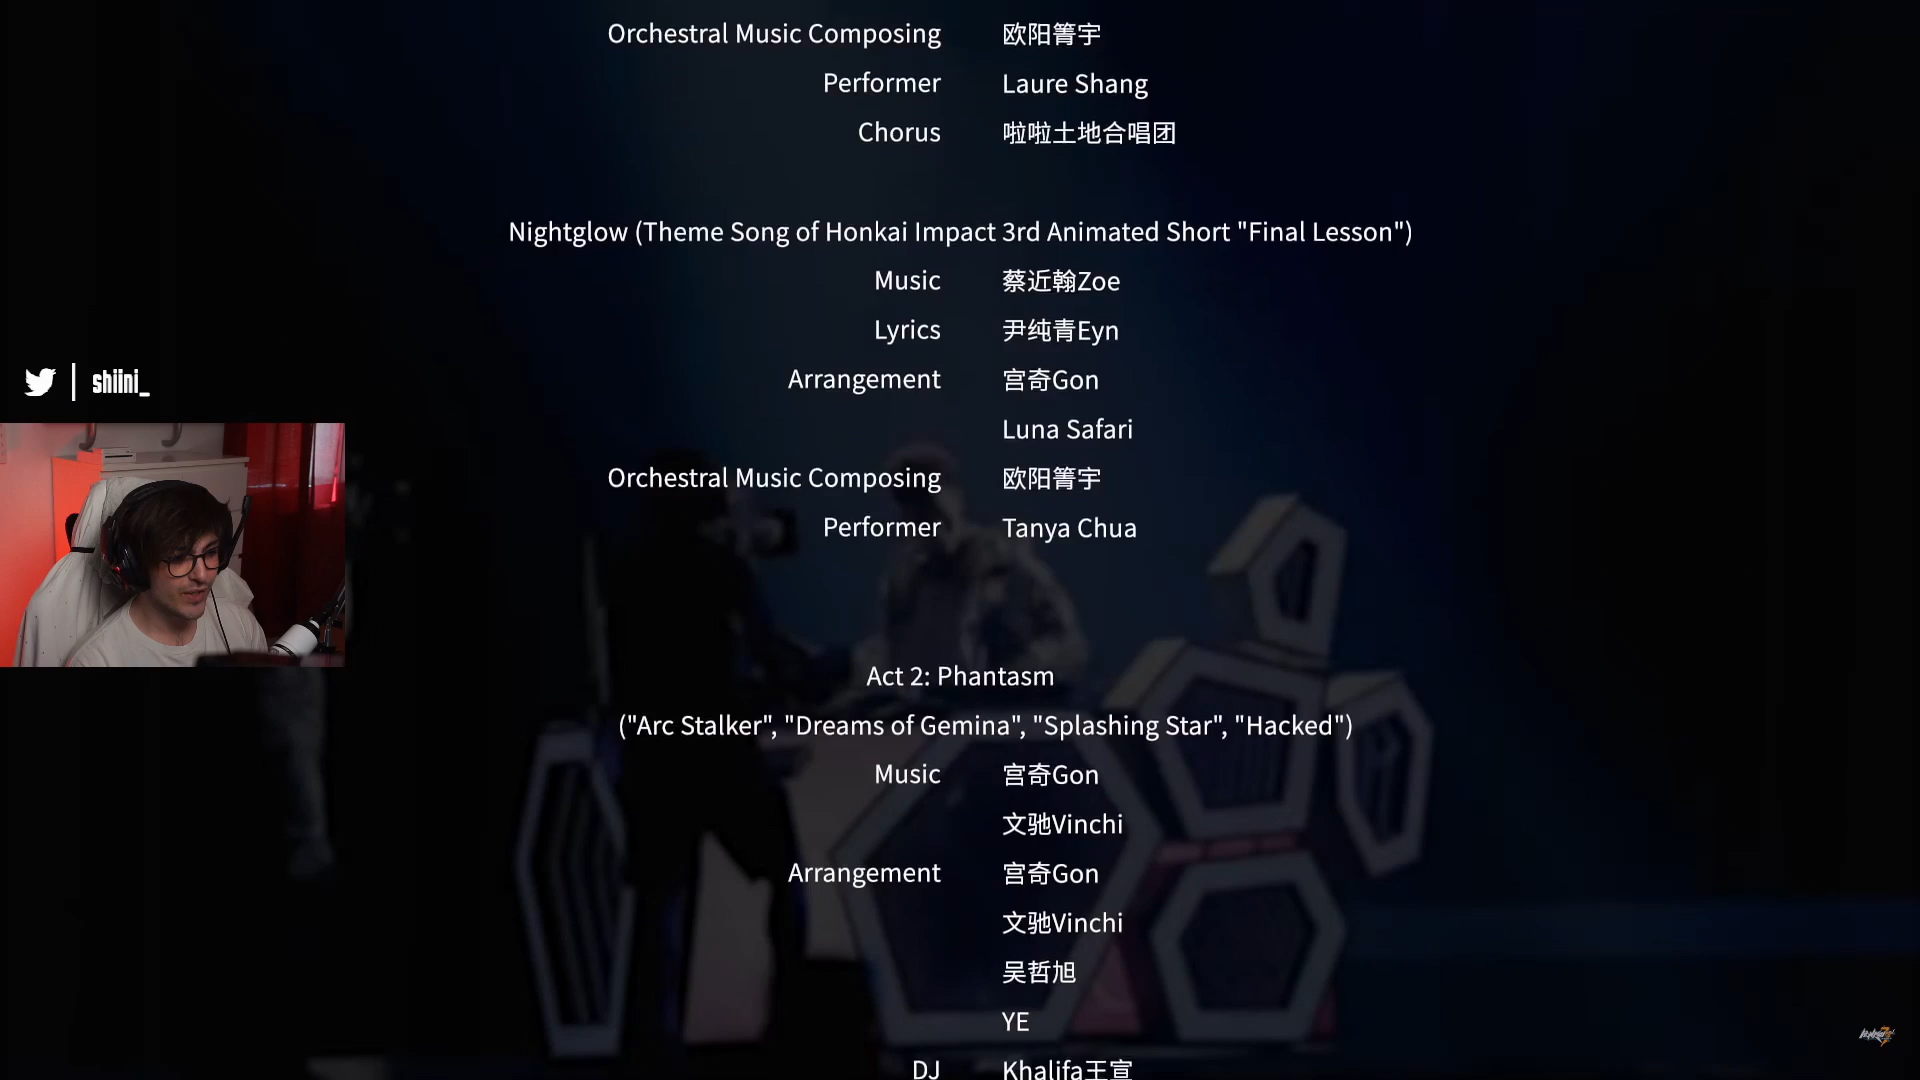 Orchestral Music Composing 欧阳箐宇
Performer Laure Shang
Chorus 啦啦土地合唱团
Nightglow (Theme Song of Honkai Impact 3rd Animated Short "Final Lesson")
Music 蔡近翰Zoe
Lyrics 尹纯青Eyn
Arrangement 宫奇Gon
Luna Safari
Orchestral Music Composing 欧阳箐宇
Performer Tanya Chua
shiini_
Act 2: Phantasm
("Arc Stalker", "Dreams of Gemina", "Splashing Star", "Hacked")
Music 宫奇Gon
文驰Vinchi
Arrangement 宫奇Gon
文驰Vinchi
吴哲旭
YE
DJ Khalifa王宣